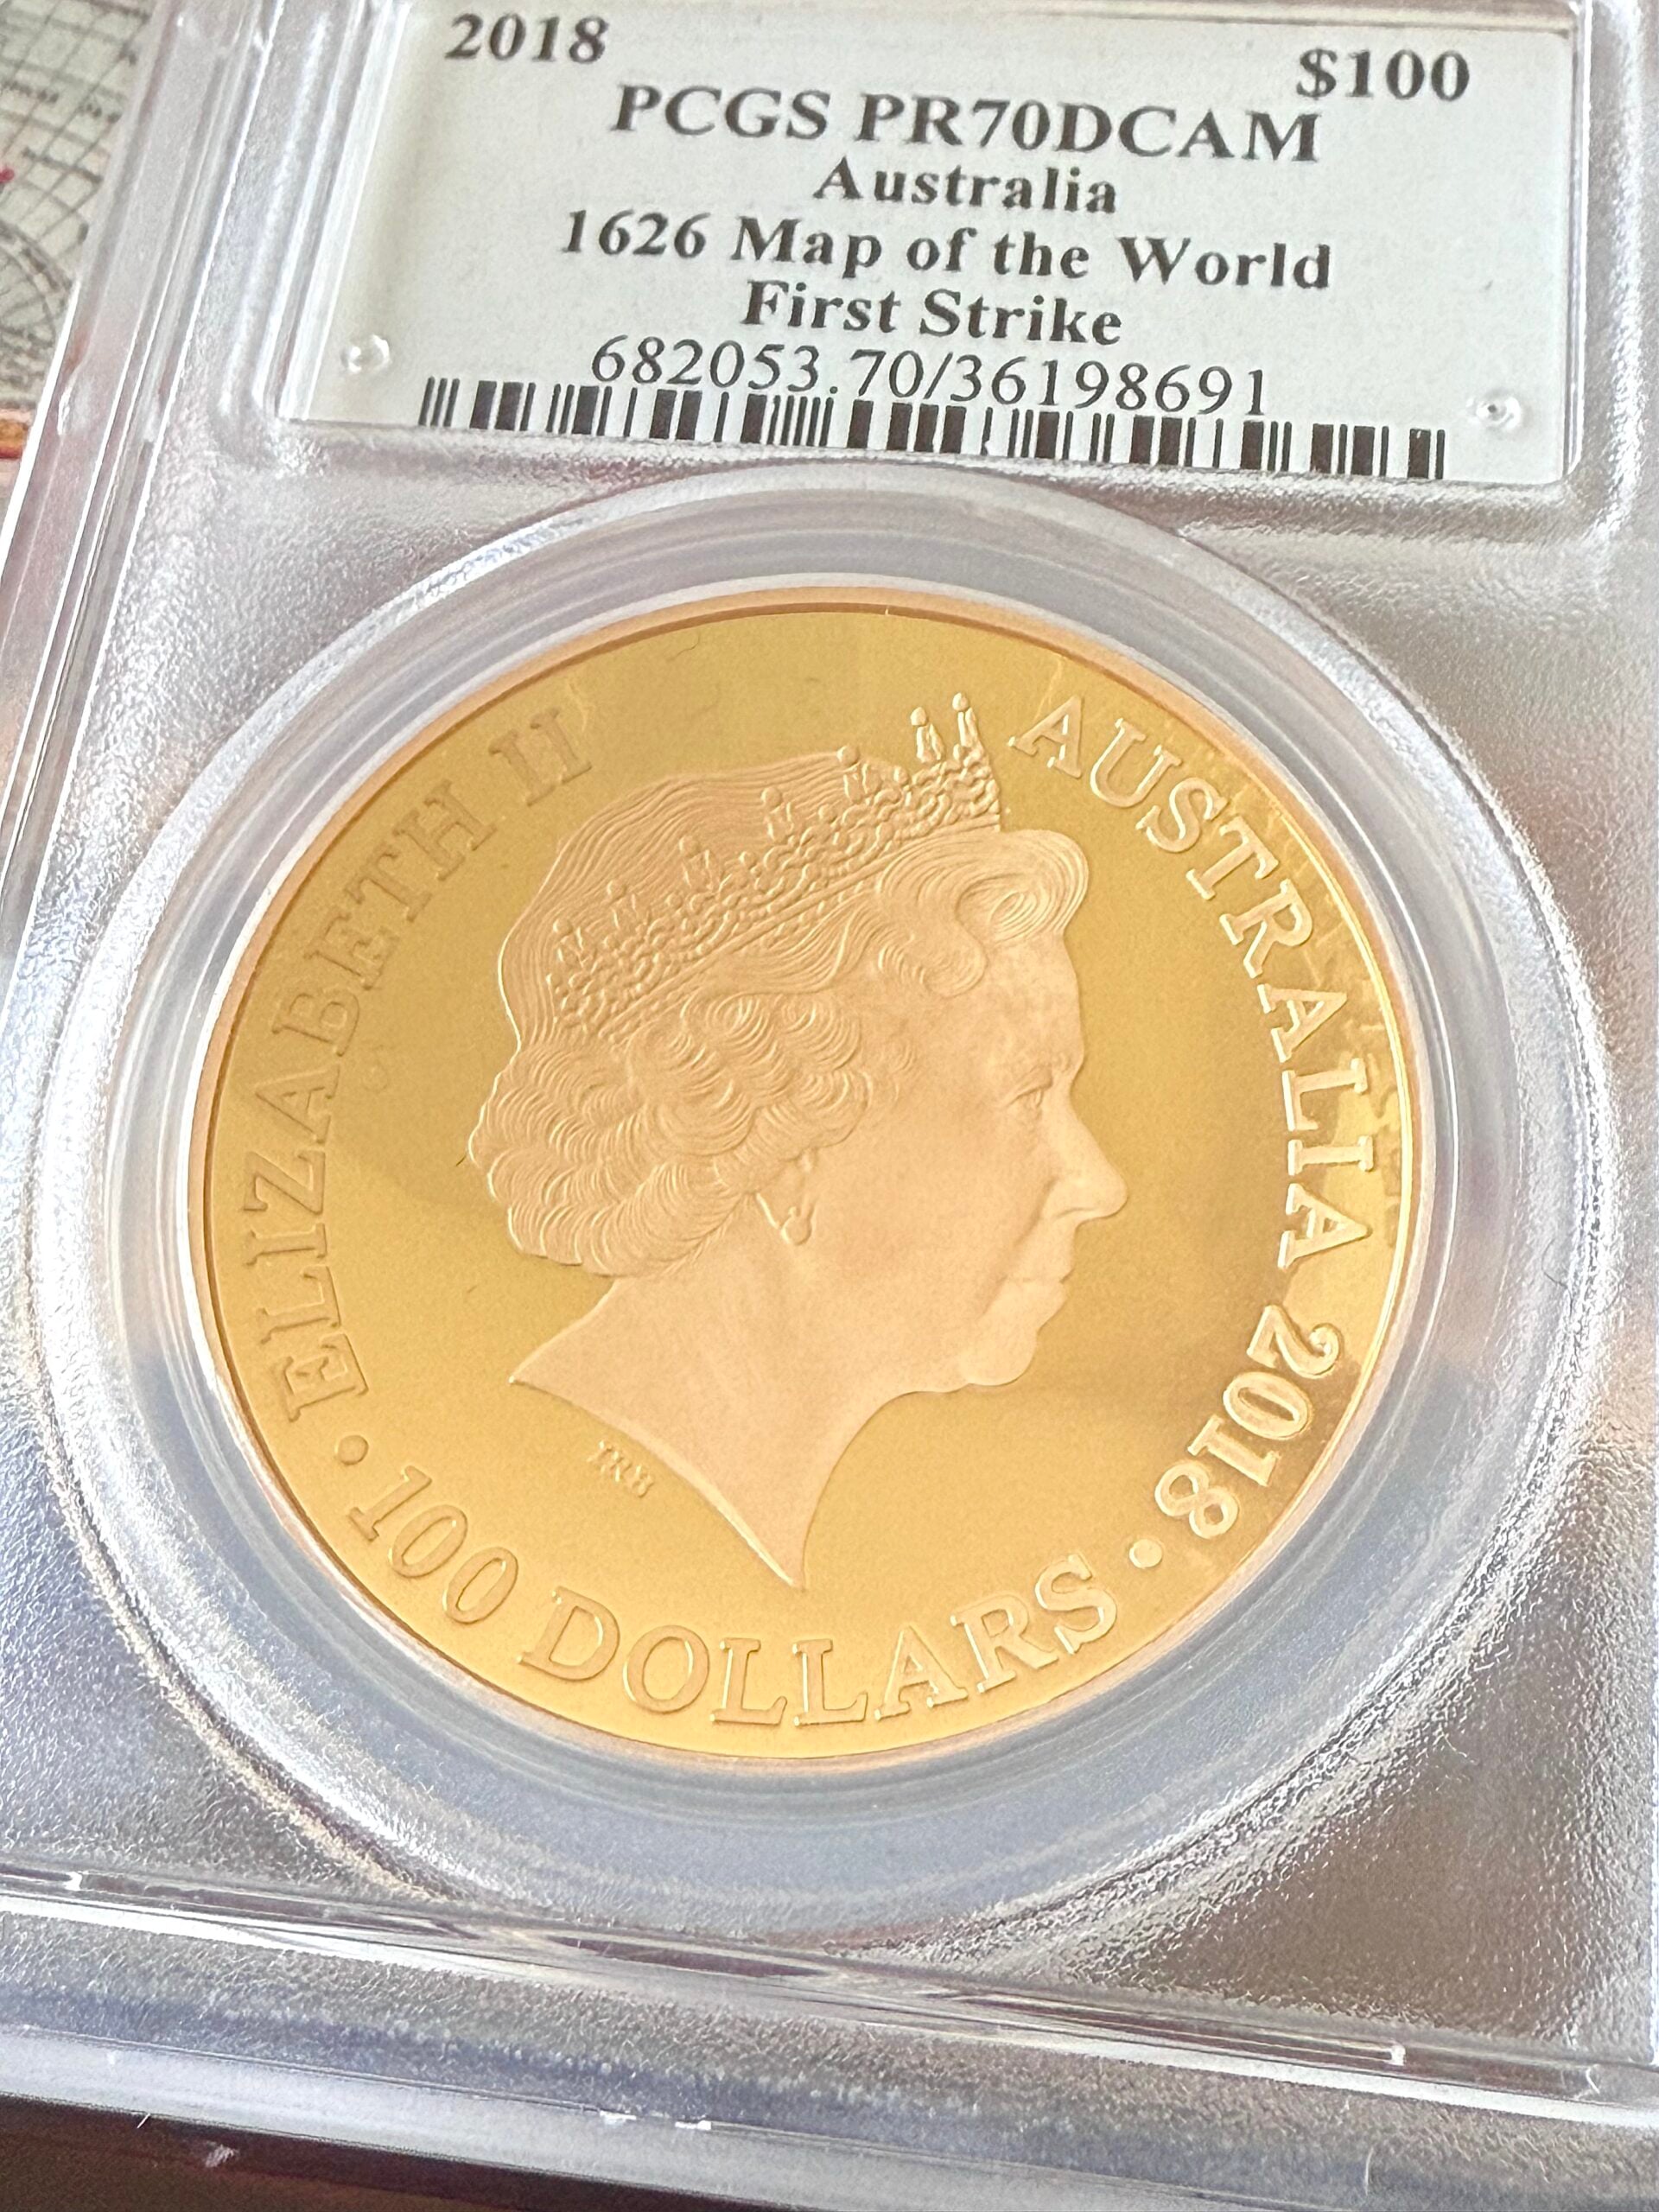 2018
$100
PCGS PR70DCAM
Australia
1626 Map of the World
First Strike
682053.70/36198691
ELIZABETH II
AUSTRALIA 2018
• 100 DOLLARS •
IRB